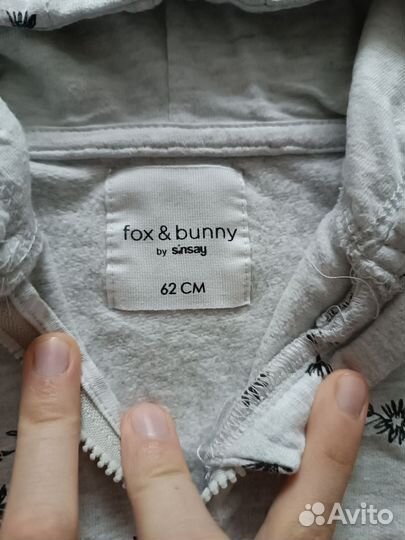 fox & bunny
by sinsay
62 CM
Avito